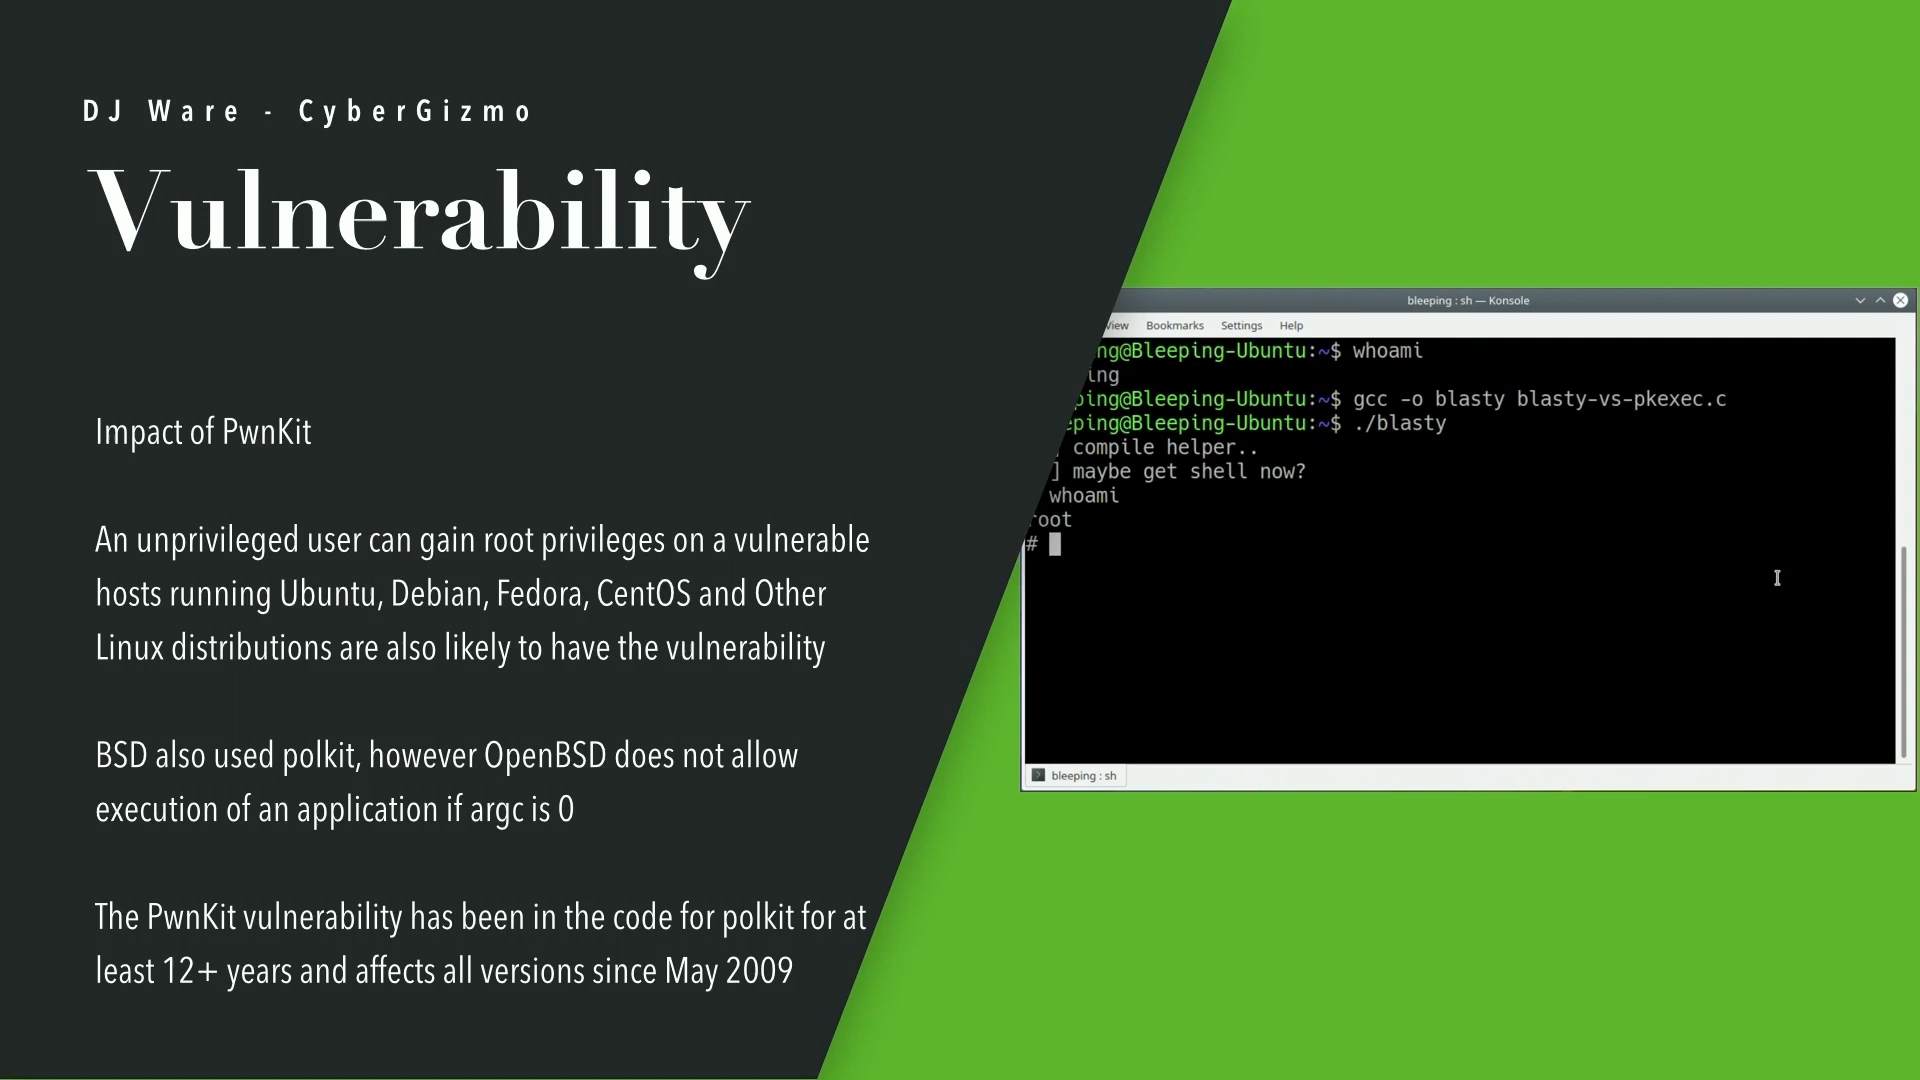 DJ Ware - CyberGizmo
Vulnerability
Impact of PwnKit
An unprivileged user can gain root privileges on a vulnerable
hosts running Ubuntu, Debian, Fedora, CentOS and Other
Linux distributions are also likely to have the vulnerability
BSD also used polkit, however OpenBSD does not allow
execution of an application if argc is 0
The PwnKit vulnerability has been in the code for polkit for at
least 12+ years and affects all versions since May 2009
bleeping : sh — Konsole
View Bookmarks Settings Help
ng@Bleeping-Ubuntu:~$ whoami
ing
ping@Bleeping-Ubuntu:~$ gcc -o blasty blasty-vs-pkexec.c
eping@Bleeping-Ubuntu:~$ ./blasty
] compile helper..
] maybe get shell now?
whoami
root
#
bleeping : sh